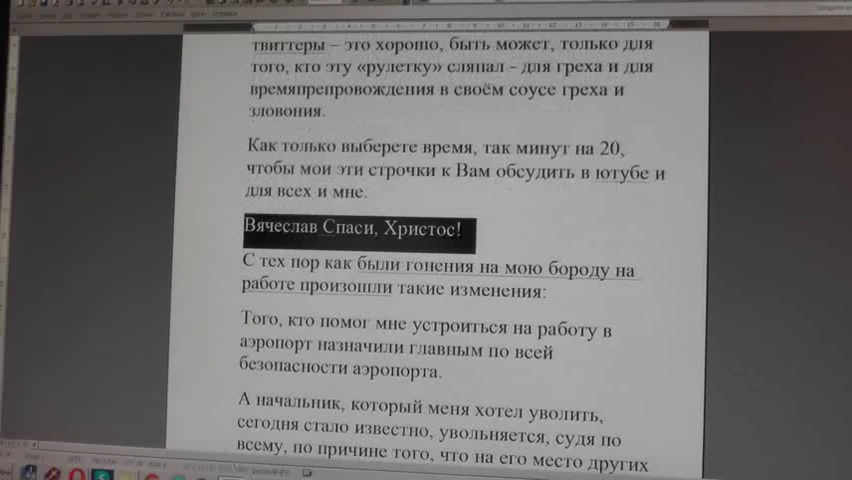 твиттеры – это хорошо, быть может, только для
того, кто эту «рулетку» сляпал - для греха и для
времяпрепровождения в своём соусе греха и
зловония.
Как только выберете время, так минут на 20,
чтобы мои эти строчки к Вам обсудить в ютубе и
для всех и мне.
Вячеслав Спаси, Христос!
С тех пор как были гонения на мою бороду на
работе произошли такие изменения:
Того, кто помог мне устроиться на работу в
аэропорт назначили главным по всей
безопасности аэропорта.
А начальник, который меня хотел уволить,
сегодня стало известно, увольняется, судя по
всему, по причине того, что на его место других